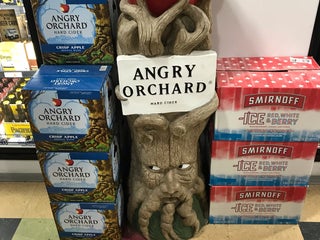 ANGRY
ORCHARD
HARD CIDER
CRISP APPLE
ANGRY
ORCHARD
HARD CIDER
CRISP APPLE
ANGRY
ORCHARD
HARD CIDER
CRISP APPLE
ANGRY
ORCHARD
HARD CIDER
ANGRY
ORCHARD
HARD CIDER
SMIRNOFF
ICE RED, WHITE
& BERRY
SMIRNOFF
ICE RED, WHITE
& BERRY
SMIRNOFF
ICE RED, WHITE
& BERRY